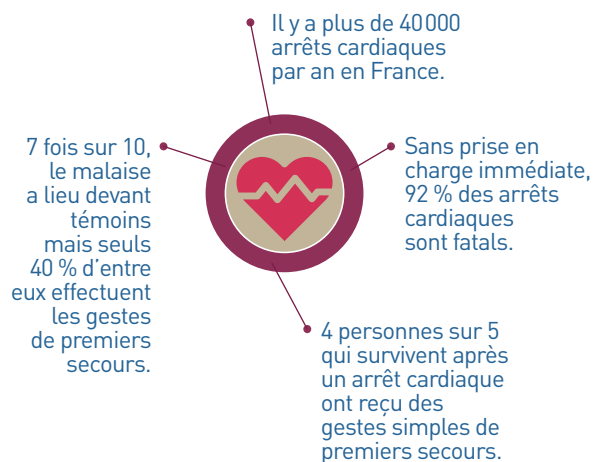 Il y a plus de 40 000
arrêts cardiaques
par an en France.
7 fois sur 10,
le malaise
a lieu devant
témoins
mais seuls
40 % d'entre
eux effectuent
les gestes
de premiers
secours.
Sans prise en
charge immédiate,
92 % des arrêts
cardiaques
sont fatals.
4 personnes sur 5
qui survivent après
un arrêt cardiaque
ont reçu des
gestes simples de
premiers secours.